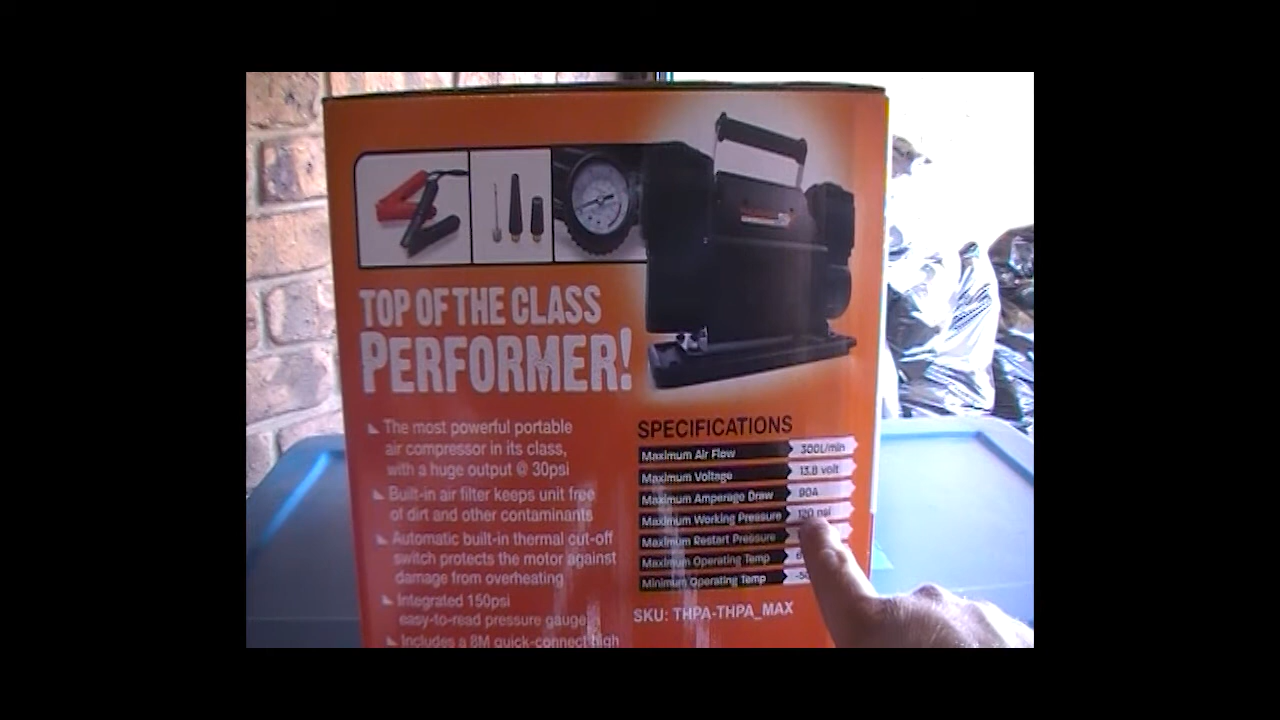 TOP OF THE CLASS
PERFORMER!
The most powerful portable
air compressor in its class,
with a huge output @ 30psi
Built-in air filter keeps unit free
of dirt and other contaminants
Automatic built-in thermal cut-off
switch protects the motor against
damage from overheating
Integrated 150psi
easy-to-read pressure gauge
Includes a 8M quick-connect high
SPECIFICATIONS
Maximum Air Flow 300L/min
Maximum Voltage 13.8 volt
Maximum Amperage Draw 90A
Maximum Working Pressure 120 psi
Maximum Restart Pressure
Maximum Operating Temp
Minimum Operating Temp
SKU: THPA-THPA_MAX